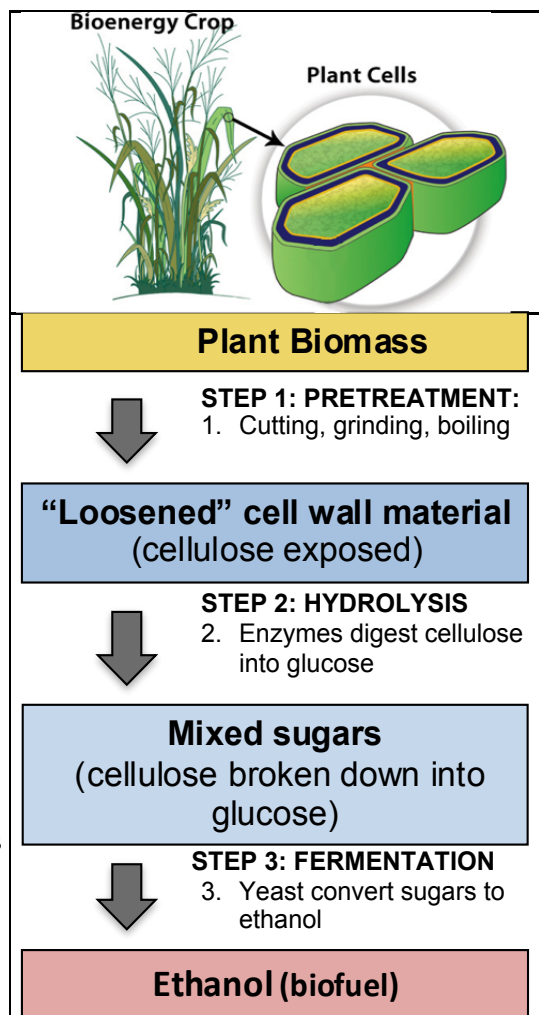 Bioenergy Crop
Plant Cells
Plant Biomass
STEP 1: PRETREATMENT:
1. Cutting, grinding, boiling
“Loosened” cell wall material
(cellulose exposed)
STEP 2: HYDROLYSIS
2. Enzymes digest cellulose
into glucose
Mixed sugars
(cellulose broken down into
glucose)
STEP 3: FERMENTATION
3. Yeast convert sugars to
ethanol
Ethanol (biofuel)